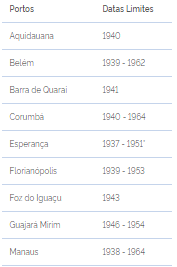 Portos Datas Limites
Aquidauana 1940
Belém 1939 - 1962
Barra de Quarai 1941
Corumbá 1940 - 1964
Esperança 1937 - 1951*
Florianópolis 1939 - 1953
Foz do Iguaçu 1943
Guajará Mirim 1946 - 1954
Manaus 1938 - 1964